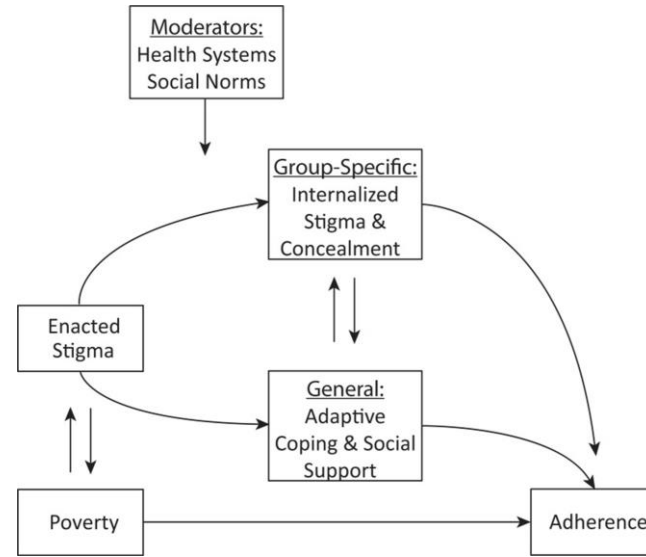 Moderators:
Health Systems
Social Norms
Group-Specific:
Internalized
Stigma &
Concealment
Enacted
Stigma
General:
Adaptive
Coping & Social
Support
Poverty
Adherence